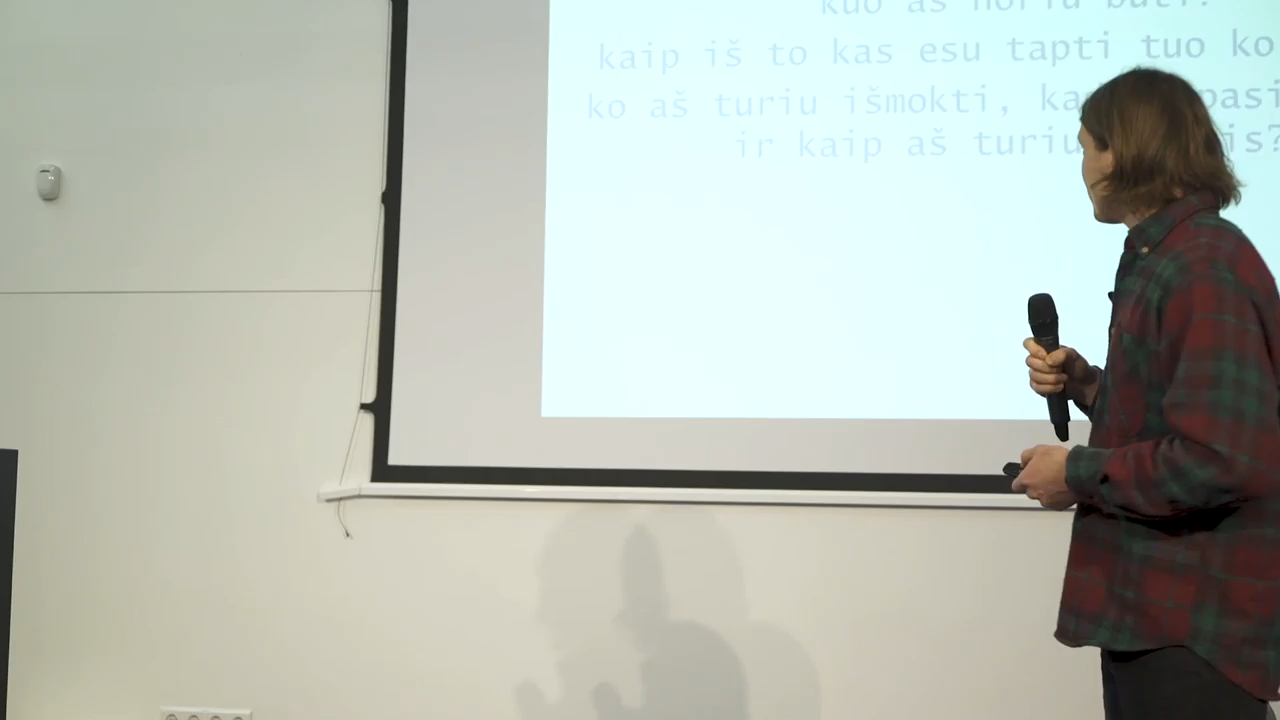 kuo aš noriu būti?
kaip iš to kas esu tapti tuo ko
ko aš turiu išmokti,
ir kaip aš turiu